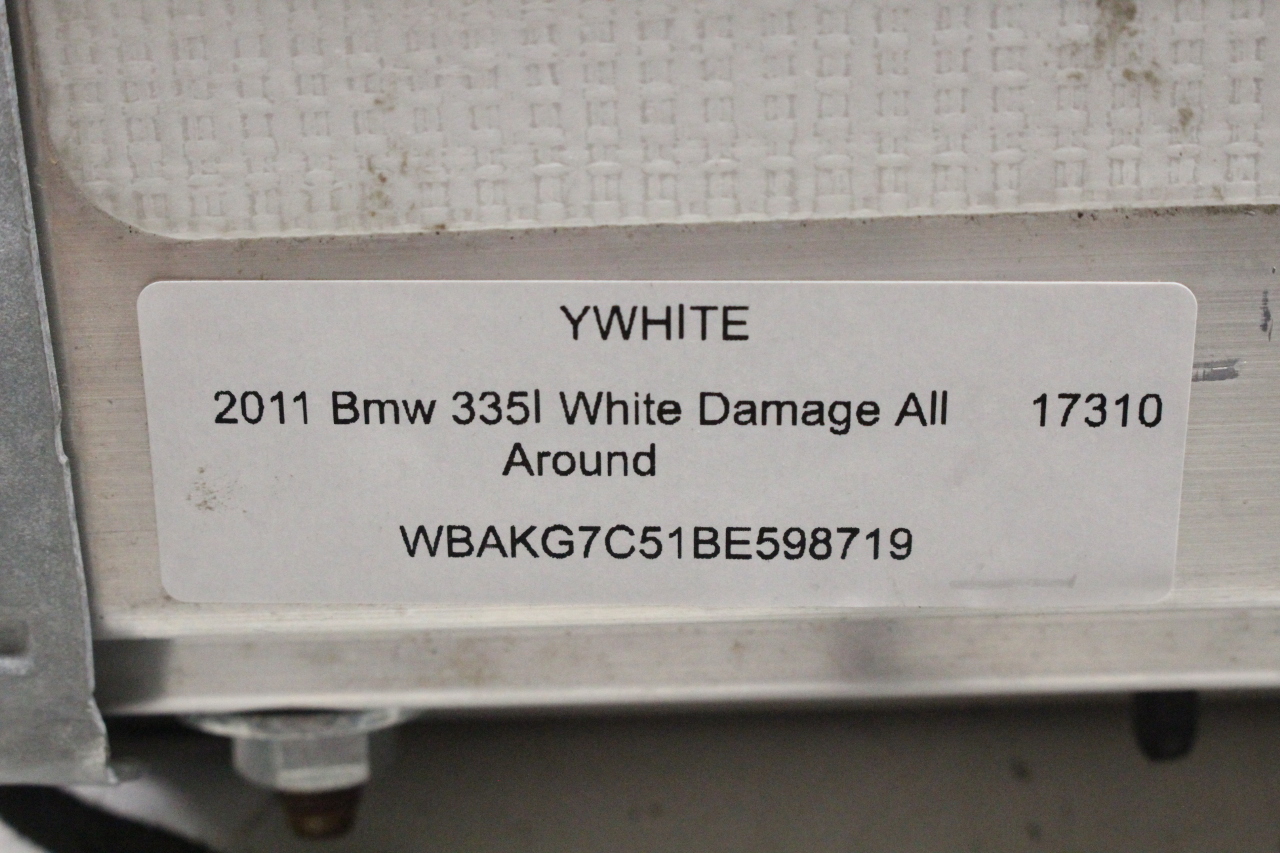 YWHITE
2011 Bmw 335I White Damage All 17310
Around
WBAKG7C51BE598719